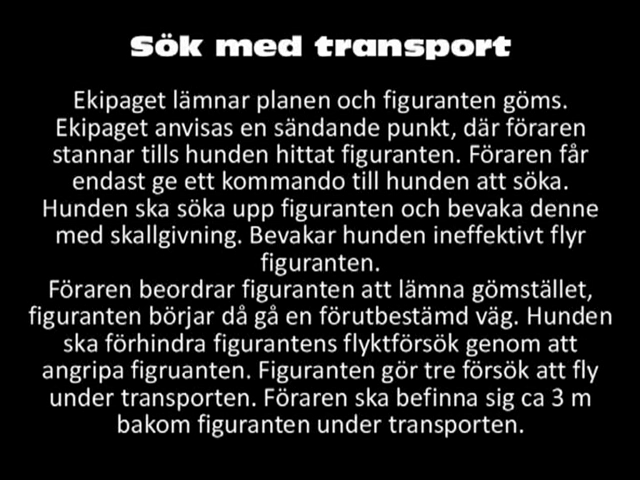 Sök med transport
Ekipaget lämnar planen och figuranten göms.
Ekipaget anvisas en sändande punkt, där föraren
stannar tills hunden hittat figuranten. Föraren får
endast ge ett kommando till hunden att söka.
Hunden ska söka upp figuranten och bevaka denne
med skallgivning. Bevakar hunden ineffektivt flyr
figuranten.
Föraren beordrar figuranten att lämna gömstället,
figuranten börjar då gå en förutbestämd väg. Hunden
ska förhindra figurantens flyktförsök genom att
angripa figruanten. Figuranten gör tre försök att fly
under transporten. Föraren ska befinna sig ca 3 m
bakom figuranten under transporten.